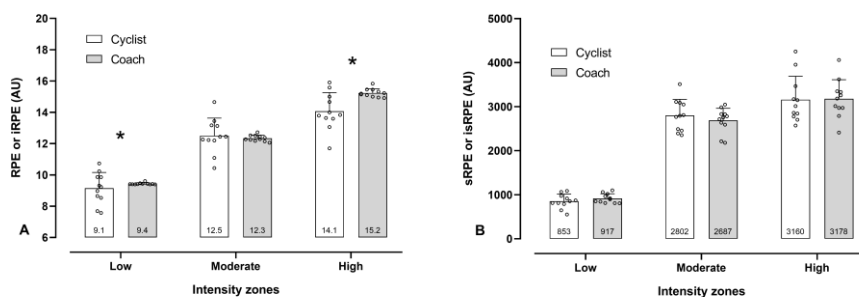 20
18
16
14
12
10
8
6
RPE or iRPE (AU)
Cyclist
Coach
*
*
A
9.1
9.4
12.5
12.3
14.1
15.2
Low
Moderate
High
Intensity zones
5000
4000
3000
2000
1000
0
sRPE or isRPE (AU)
Cyclist
Coach
B
853
917
2802
2687
3160
3178
Low
Moderate
High
Intensity zones